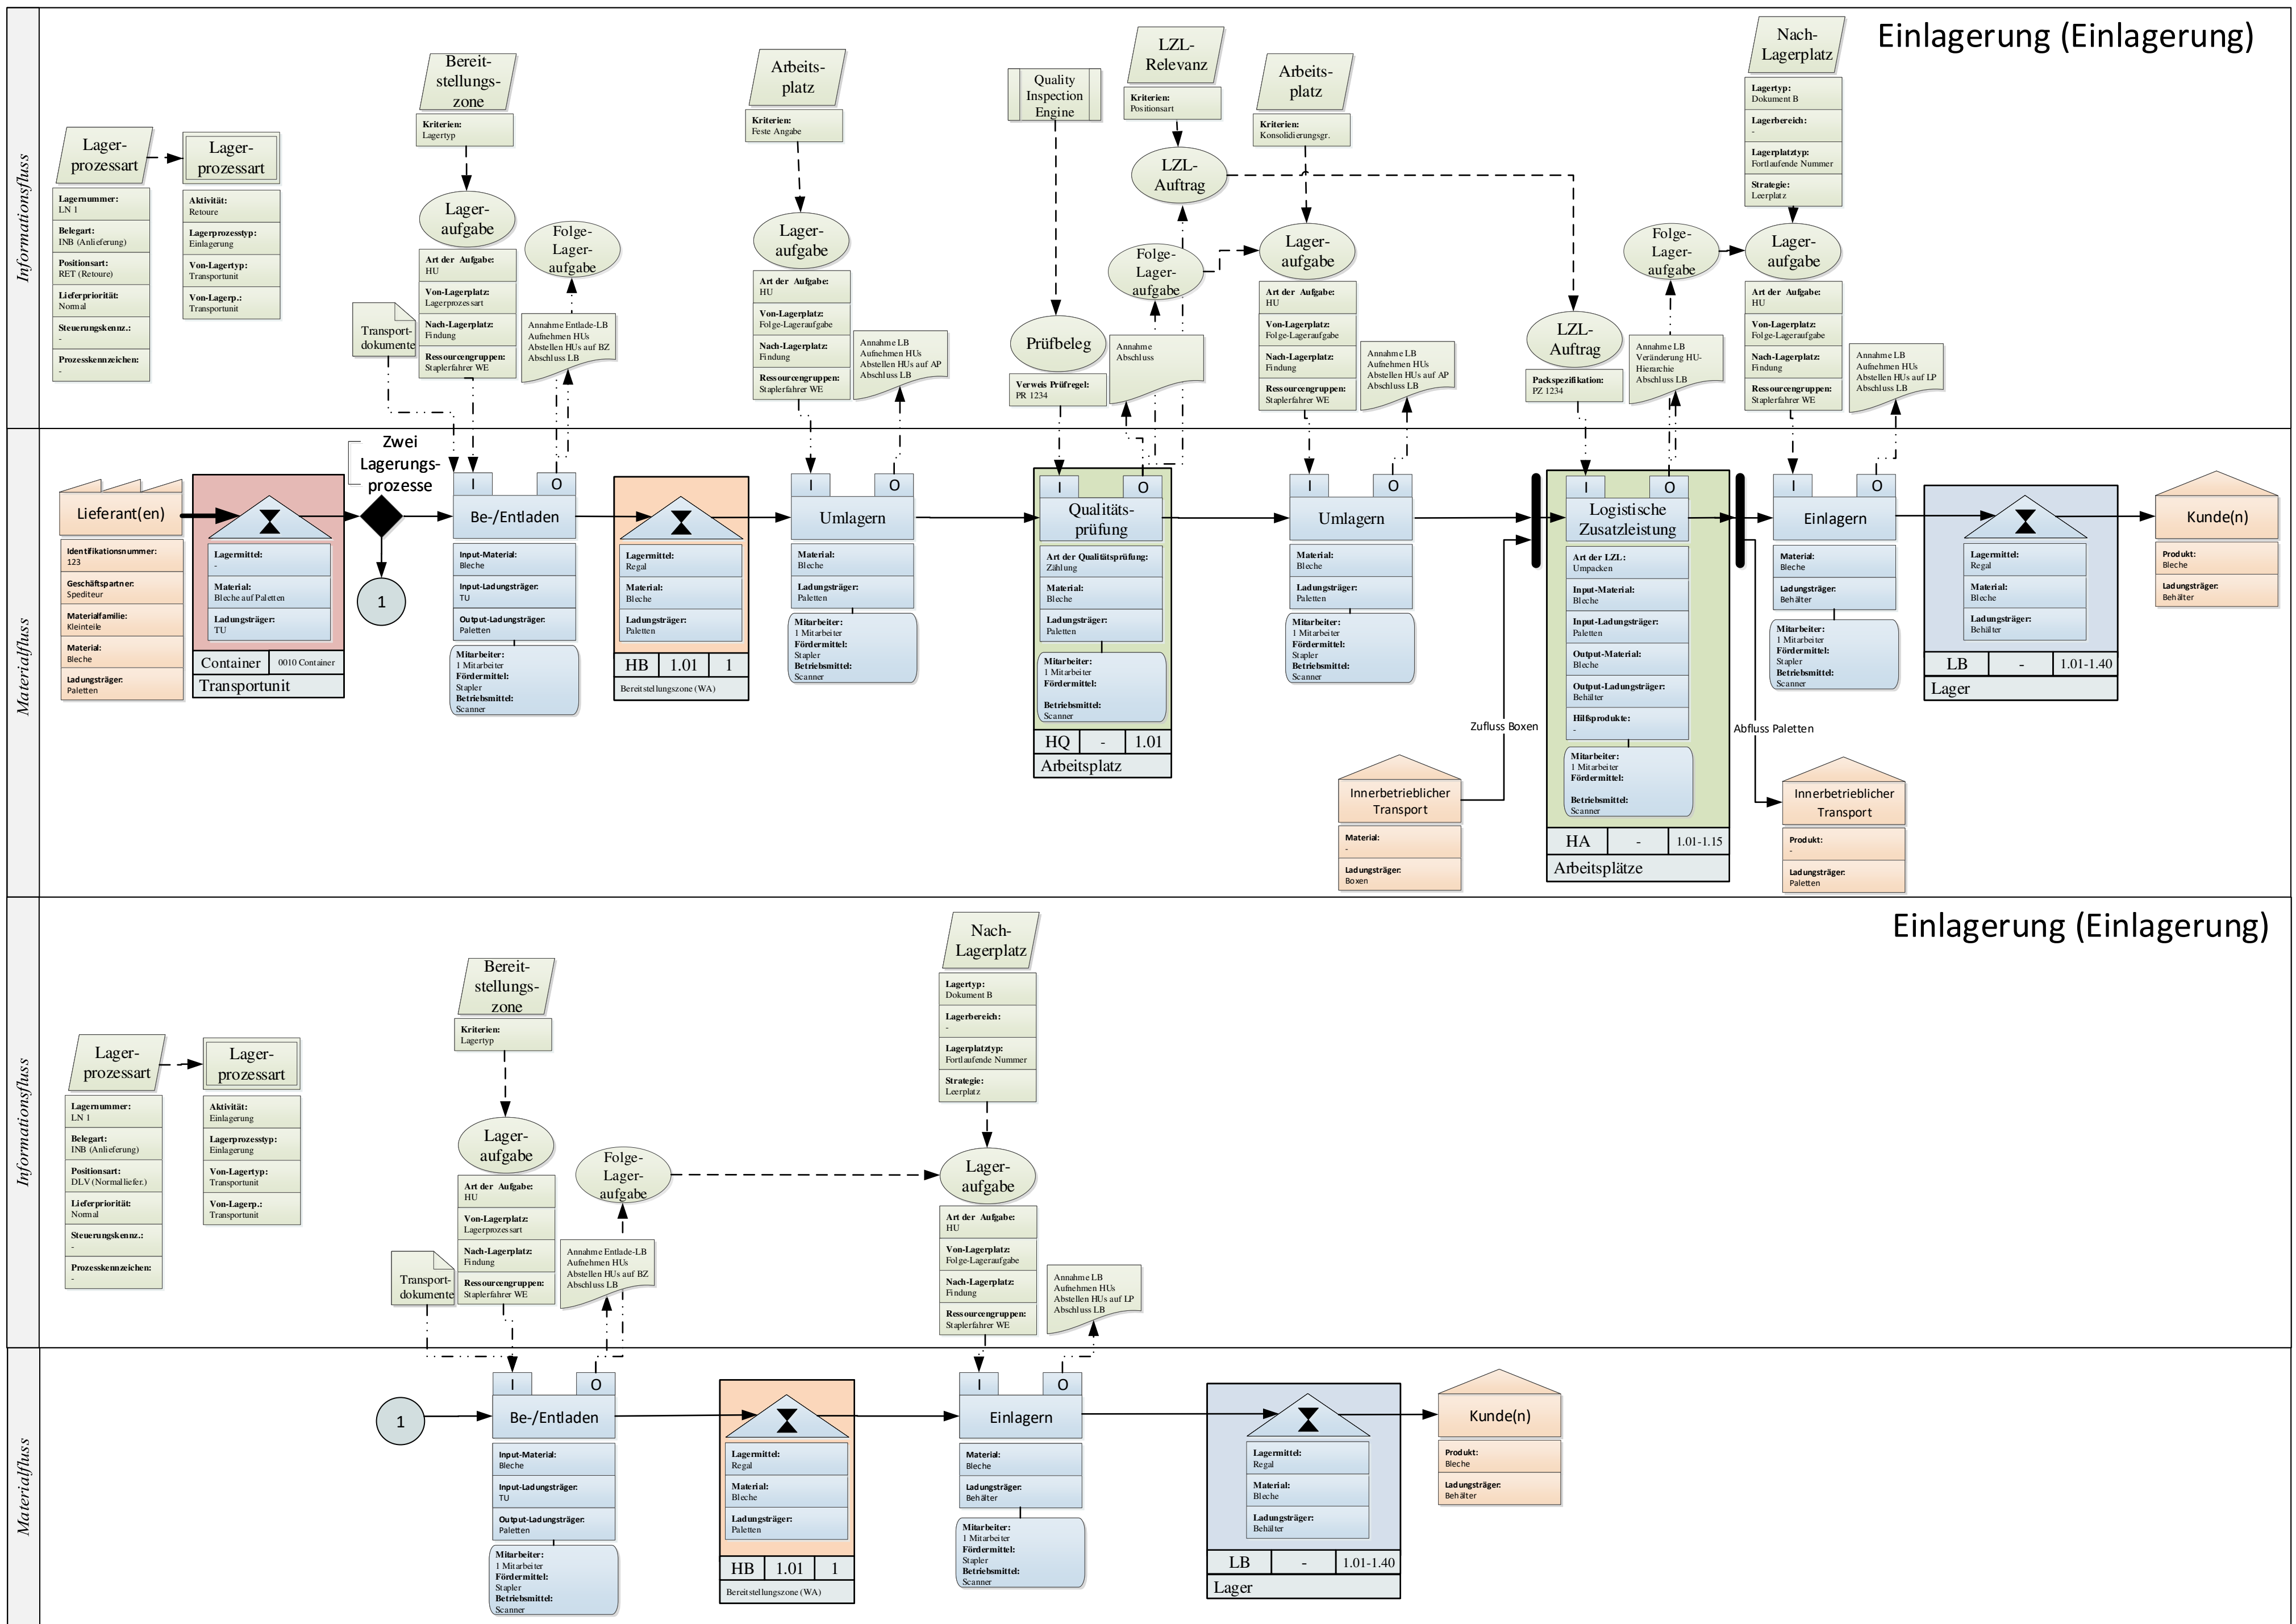 Einlagerung (Einlagerung)
Informationsfluss
Lager-
prozessart
Lagernummer:
LN 1
Belegart:
INB (Anlieferung)
Positionsart:
RET (Retoure)
Lieferpriorität:
Normal
Steuerungskennz.:
-
Prozesskennzeichen:
-
Lager-
prozessart
Aktivität:
Retoure
Lagerprozesstyp:
Einlagerung
Von-Lagertyp:
Transportunit
Von-Lagerp.:
Transportunit
Transport-
dokumente
Bereit-
stellungs-
zone
Kriterien:
Lagertyp
Lager-
aufgabe
Art der Aufgabe:
HU
Von-Lagerplatz:
Lagerprozessart
Nach-Lagerplatz:
Findung
Ressourcengruppen:
Staplerfahrer WE
Folge-
Lager-
aufgabe
Annahme Entlade-LB
Aufnehmen HUs
Abstellen HUs auf BZ
Abschluss LB
Arbeits-
platz
Kriterien:
Feste Angabe
Lager-
aufgabe
Art der Aufgabe:
HU
Von-Lagerplatz:
Folge-Lageraufgabe
Nach-Lagerplatz:
Findung
Ressourcengruppen:
Staplerfahrer WE
Annahme LB
Aufnehmen HUs
Abstellen HUs auf AP
Abschluss LB
Quality
Inspection
Engine
Prüfbeleg
Verweis Prüfregel:
PR 1234
LZL-
Relevanz
Kriterien:
Positionsart
LZL-
Auftrag
Folge-
Lager-
aufgabe
Annahme
Abschluss
Arbeits-
platz
Kriterien:
Konsolidierungsgr.
Lager-
aufgabe
Art der Aufgabe:
HU
Von-Lagerplatz:
Folge-Lageraufgabe
Nach-Lagerplatz:
Findung
Ressourcengruppen:
Staplerfahrer WE
Annahme LB
Aufnehmen HUs
Abstellen HUs auf AP
Abschluss LB
LZL-
Auftrag
Packspezifikation:
PZ 1234
Folge-
Lager-
aufgabe
Annahme LB
Veränderung HU-
Hierarchie
Abschluss LB
Nach-
Lagerplatz
Lagertyp:
Dokument B
Lagerbereich:
-
Lagerplatztyp:
Fortlaufende Nummer
Strategie:
Leerplatz
Lager-
aufgabe
Art der Aufgabe:
HU
Von-Lagerplatz:
Folge-Lageraufgabe
Nach-Lagerplatz:
Findung
Ressourcengruppen:
Staplerfahrer WE
Annahme LB
Aufnehmen HUs
Abstellen HUs auf LP
Abschluss LB
Materialfluss
Lieferant(en)
Identifikationsnummer:
123
Geschäftspartner:
Spediteur
Materialfamilie:
Kleinteile
Material:
Bleche
Ladungsträger:
Paletten
Lagermittel:
-
Material:
Bleche auf Paletten
Ladungsträger:
TU
Container
0010 Container
Transportunit
Zwei
Lagerungs-
prozesse
1
I
O
Be-/Entladen
Input-Material:
Bleche
Input-Ladungsträger:
TU
Output-Ladungsträger:
Paletten
Mitarbeiter:
1 Mitarbeiter
Fördermittel:
Stapler
Betriebsmittel:
Scanner
Lagermittel:
Regal
Material:
Bleche
Ladungsträger:
Paletten
HB
1.01
1
Bereitstellungszone (WA)
I
O
Umlagern
Material:
Bleche
Ladungsträger:
Paletten
Mitarbeiter:
1 Mitarbeiter
Fördermittel:
Stapler
Betriebsmittel:
Scanner
I
O
Qualitäts-
prüfung
Art der Qualitätsprüfung:
Zählung
Material:
Bleche
Ladungsträger:
Paletten
Mitarbeiter:
1 Mitarbeiter
Fördermittel:
Betriebsmittel:
Scanner
HQ
-
1.01
Arbeitsplatz
I
O
Umlagern
Material:
Bleche
Ladungsträger:
Paletten
Mitarbeiter:
1 Mitarbeiter
Fördermittel:
Stapler
Betriebsmittel:
Scanner
Zufluss Boxen
Innerbetrieblicher
Transport
Material:
-
Ladungsträger:
Boxen
I
O
Logistische
Zusatzleistung
Art der LZL:
Umpacken
Input-Material:
Bleche
Input-Ladungsträger:
Paletten
Output-Material:
Bleche
Output-Ladungsträger:
Behälter
Hilfsprodukte:
-
Mitarbeiter:
1 Mitarbeiter
Fördermittel:
Betriebsmittel:
Scanner
HA
-
1.01-1.15
Arbeitsplätze
Abfluss Paletten
Innerbetrieblicher
Transport
Produkt:
-
Ladungsträger:
Paletten
I
O
Einlagern
Material:
Bleche
Ladungsträger:
Behälter
Mitarbeiter:
1 Mitarbeiter
Fördermittel:
Stapler
Betriebsmittel:
Scanner
Lagermittel:
Regal
Material:
Bleche
Ladungsträger:
Behälter
LB
-
1.01-1.40
Lager
Kunde(n)
Produkt:
Bleche
Ladungsträger:
Behälter
Einlagerung (Einlagerung)
Informationsfluss
Lager-
prozessart
Lagernummer:
LN 1
Belegart:
INB (Anlieferung)
Positionsart:
DLV (Normalliefer.)
Lieferpriorität:
Normal
Steuerungskennz.:
-
Prozesskennzeichen:
-
Lager-
prozessart
Aktivität:
Einlagerung
Lagerprozesstyp:
Einlagerung
Von-Lagertyp:
Transportunit
Von-Lagerp.:
Transportunit
Transport-
dokumente
Bereit-
stellungs-
zone
Kriterien:
Lagertyp
Lager-
aufgabe
Art der Aufgabe:
HU
Von-Lagerplatz:
Lagerprozessart
Nach-Lagerplatz:
Findung
Ressourcengruppen:
Staplerfahrer WE
Folge-
Lager-
aufgabe
Annahme Entlade-LB
Aufnehmen HUs
Abstellen HUs auf BZ
Abschluss LB
Nach-
Lagerplatz
Lagertyp:
Dokument B
Lagerbereich:
-
Lagerplatztyp:
Fortlaufende Nummer
Strategie:
Leerplatz
Lager-
aufgabe
Art der Aufgabe:
HU
Von-Lagerplatz:
Folge-Lageraufgabe
Nach-Lagerplatz:
Findung
Ressourcengruppen:
Staplerfahrer WE
Annahme LB
Aufnehmen HUs
Abstellen HUs auf LP
Abschluss LB
Materialfluss
1
I
O
Be-/Entladen
Input-Material:
Bleche
Input-Ladungsträger:
TU
Output-Ladungsträger:
Paletten
Mitarbeiter:
1 Mitarbeiter
Fördermittel:
Stapler
Betriebsmittel:
Scanner
Lagermittel:
Regal
Material:
Bleche
Ladungsträger:
Paletten
HB
1.01
1
Bereitstellungszone (WA)
I
O
Einlagern
Material:
Bleche
Ladungsträger:
Behälter
Mitarbeiter:
1 Mitarbeiter
Fördermittel:
Stapler
Betriebsmittel:
Scanner
Lagermittel:
Regal
Material:
Bleche
Ladungsträger:
Behälter
LB
-
1.01-1.40
Lager
Kunde(n)
Produkt:
Bleche
Ladungsträger:
Behälter